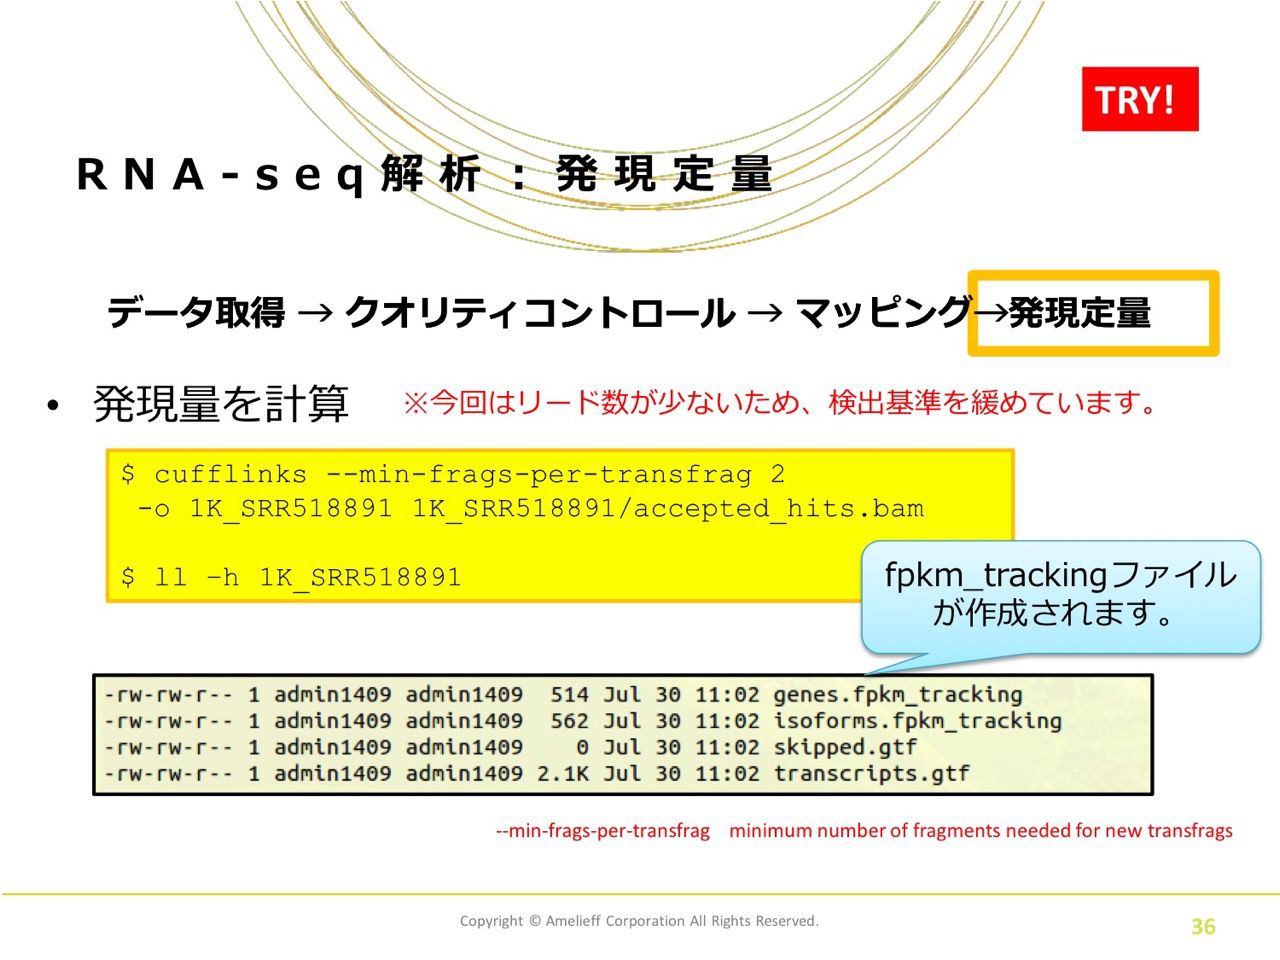 TRY!
RNA-seq解析：発現定量
データ取得 → クオリティコントロール → マッピング→発現定量
• 発現量を計算 ※今回はリード数が少ないため、検出基準を緩めています。
$ cufflinks --min-frags-per-transfrag 2
-o 1K_SRR518891 1K_SRR518891/accepted_hits.bam
$ ll –h 1K_SRR518891
fpkm_trackingファイル
が作成されます。
-rw-rw-r-- 1 admin1409 admin1409 514 Jul 30 11:02 genes.fpkm_tracking
-rw-rw-r-- 1 admin1409 admin1409 562 Jul 30 11:02 isoforms.fpkm_tracking
-rw-rw-r-- 1 admin1409 admin1409 0 Jul 30 11:02 skipped.gtf
-rw-rw-r-- 1 admin1409 admin1409 2.1K Jul 30 11:02 transcripts.gtf
--min-frags-per-transfrag minimum number of fragments needed for new transfrags
Copyright © Amelieff Corporation All Rights Reserved.
36